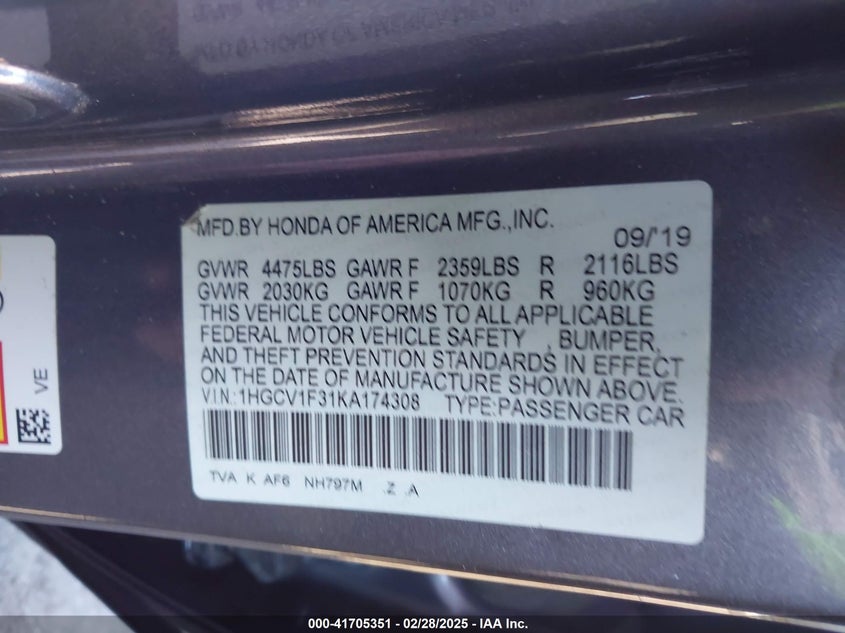 MFD.BY HONDA OF AMERICA MFG.,INC.
09/'19
GVWR 4475LBS GAWR F 2359LBS R 2116LBS
GVWR 2030KG GAWR F 1070KG R 960KG
THIS VEHICLE CONFORMS TO ALL APPLICABLE
FEDERAL MOTOR VEHICLE SAFETY , BUMPER,
AND THEFT PREVENTION STANDARDS IN EFFECT
ON THE DATE OF MANUFACTURE SHOWN ABOVE.
VIN:1HGCV1F31KA174308 TYPE:PASSENGER CAR
TVA K AF6 NH797M .Z .A
VE
000-41705351 | 02/28/2025 - IAA Inc.